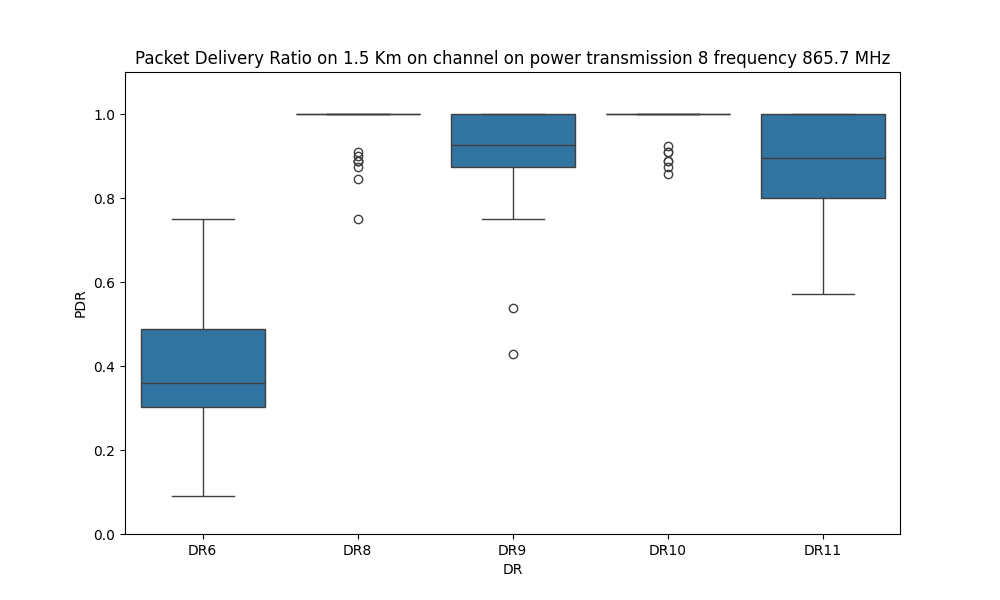 Packet Delivery Ratio on 1.5 Km on channel on power transmission 8 frequency 865.7 MHz
1.0
0.8
0.6
0.4
0.2
0.0
PDR
DR6 DR8 DR9 DR10 DR11
DR